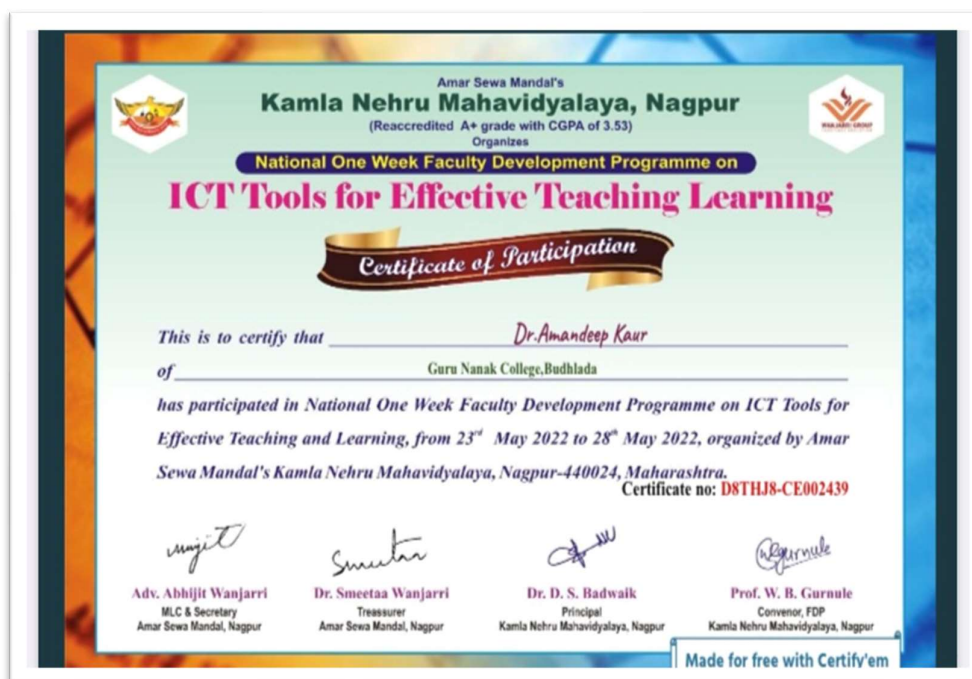 Amar Sewa Mandal's
Kamla Nehru Mahavidyalaya, Nagpur
(Reaccredited A+ grade with CGPA of 3.53)
Organizes
National One Week Faculty Development Programme on
ICT Tools for Effective Teaching Learning
Certificate of Participation
This is to certify that Dr.Amandeep Kaur
of Guru Nanak College,Budhlada
has participated in National One Week Faculty Development Programme on ICT Tools for
Effective Teaching and Learning, from 23rd May 2022 to 28th May 2022, organized by Amar
Sewa Mandal's Kamla Nehru Mahavidyalaya, Nagpur-440024, Maharashtra.
Certificate no: D8THJ8-CE002439
Adv. Abhijit Wanjarri Dr. Smeetaa Wanjarri Dr. D. S. Badwaik Prof. W. B. Gurnule
MLC & Secretary Treassurer Principal Convenor, FDP
Amar Sewa Mandal, Nagpur Amar Sewa Mandal, Nagpur Kamla Nehru Mahavidyalaya, Nagpur Kamla Nehru Mahavidyalaya, Nagpur
Made for free with Certify'em